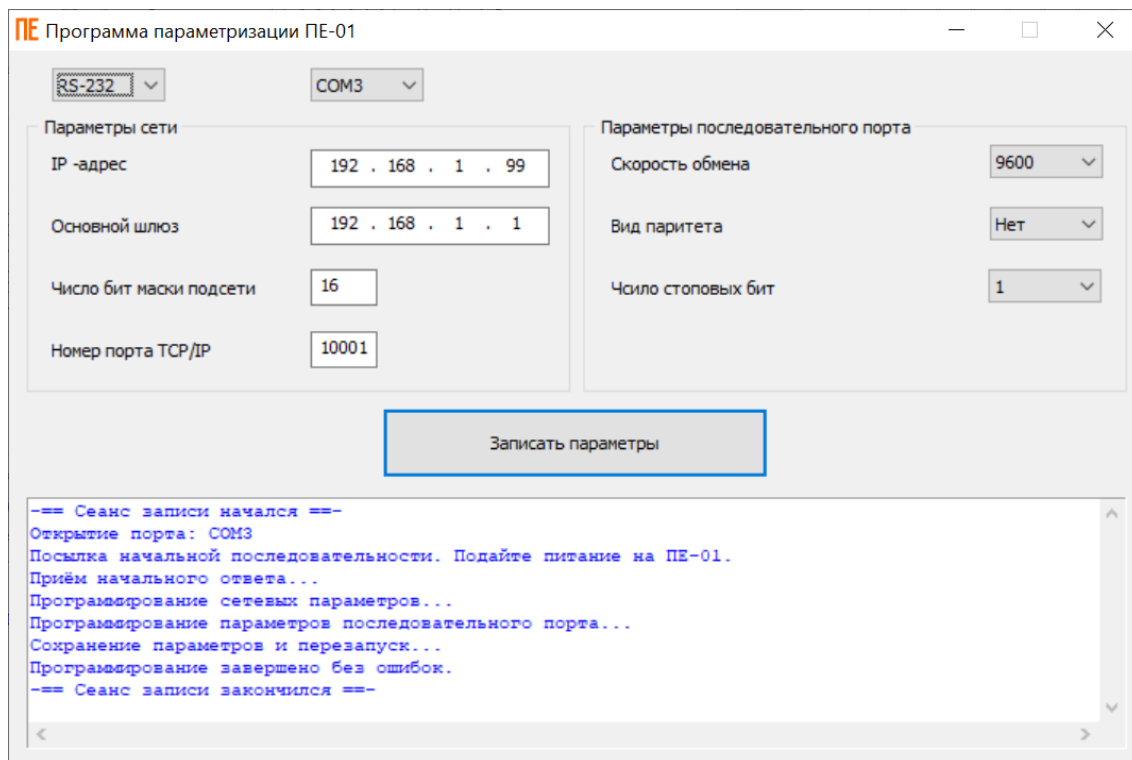 ПЕ Программа параметризации ПЕ-01
RS-232 COM3
Параметры сети
IP -адрес 192 . 168 . 1 . 99
Основной шлюз 192 . 168 . 1 . 1
Число бит маски подсети 16
Номер порта TCP/IP 10001
Параметры последовательного порта
Скорость обмена 9600
Вид паритета Нет
Чсило стоповых бит 1
Записать параметры
-== Сеанс записи начался ==-
Открытие порта: COM3
Посылка начальной последовательности. Подайте питание на ПЕ-01.
Приём начального ответа...
Программирование сетевых параметров...
Программирование параметров последовательного порта...
Сохранение параметров и перезапуск...
Программирование завершено без ошибок.
-== Сеанс записи закончился ==-